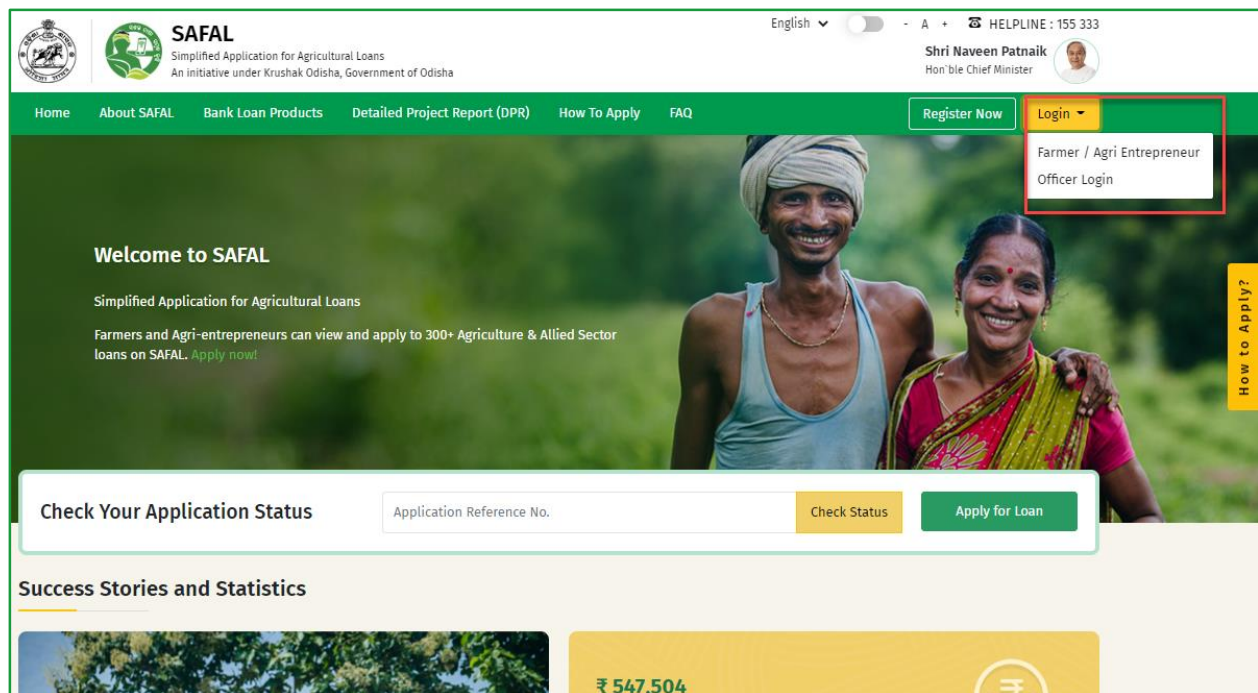 English
- A +
☎ HELPLINE : 155 333
SAFAL
Simplified Application for Agricultural Loans
An initiative under Krushak Odisha, Government of Odisha
Shri Naveen Patnaik
Hon`ble Chief Minister
Home About SAFAL Bank Loan Products Detailed Project Report (DPR) How To Apply FAQ Register Now Login
Farmer / Agri Entrepreneur
Officer Login
Welcome to SAFAL
Simplified Application for Agricultural Loans
Farmers and Agri-entrepreneurs can view and apply to 300+ Agriculture & Allied Sector
loans on SAFAL. Apply now!
How to Apply?
Check Your Application Status Application Reference No. Check Status Apply for Loan
Success Stories and Statistics
₹ 547,504